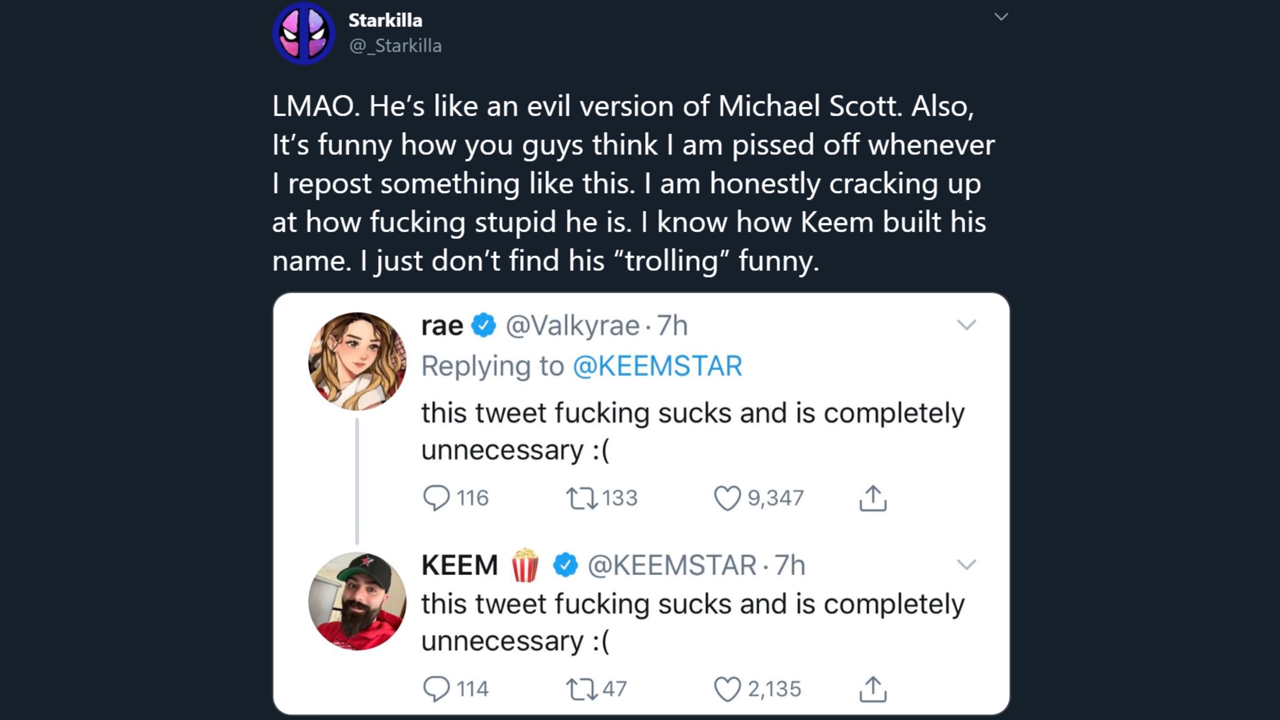 Starkilla
@_Starkilla
LMAO. He’s like an evil version of Michael Scott. Also,
It’s funny how you guys think I am pissed off whenever
I repost something like this. I am honestly cracking up
at how fucking stupid he is. I know how Keem built his
name. I just don’t find his “trolling” funny.
rae @Valkyrae · 7h
Replying to @KEEMSTAR
this tweet fucking sucks and is completely
unnecessary :(
116 133 9,347
KEEM 🍿 @KEEMSTAR · 7h
this tweet fucking sucks and is completely
unnecessary :(
114 47 2,135